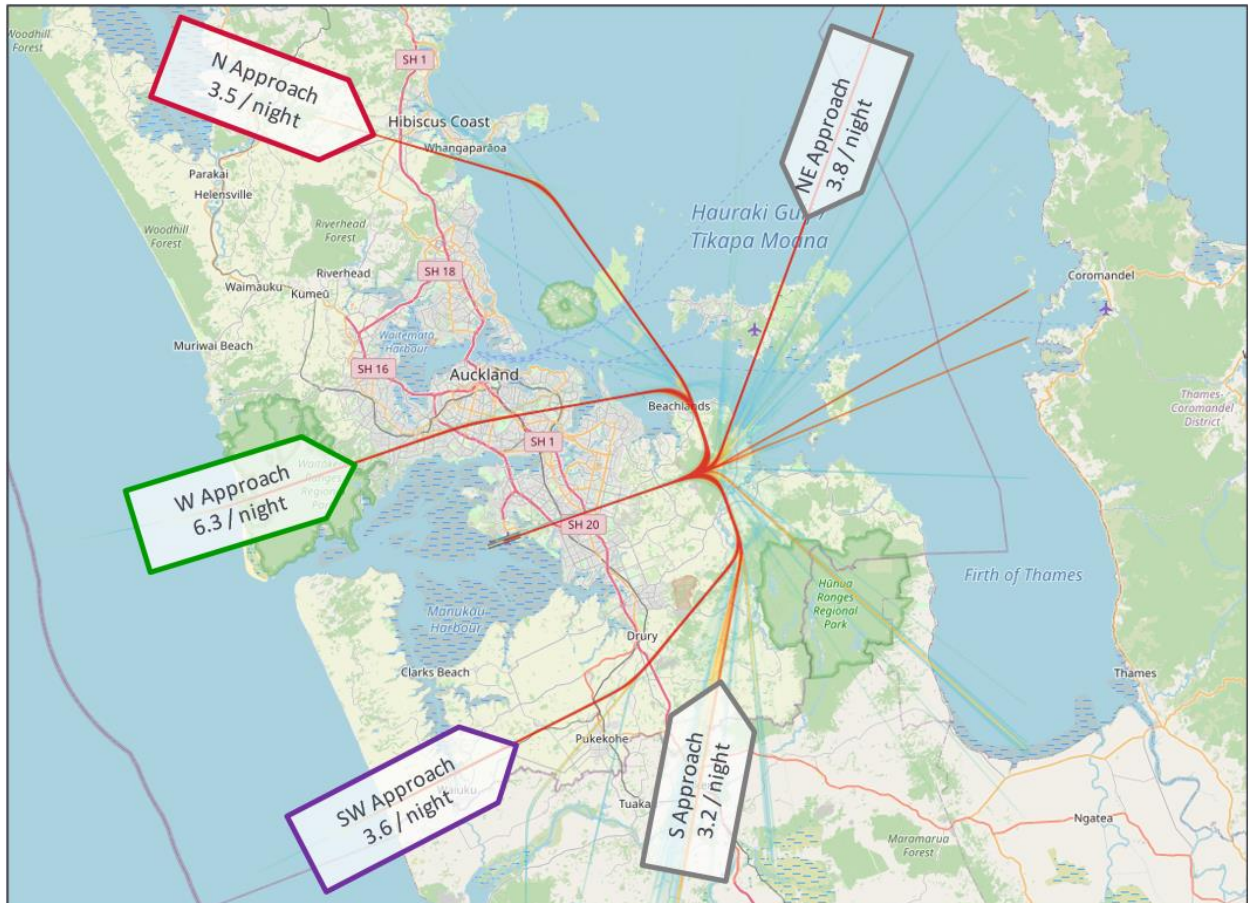 Woodhill
Forest
N Approach
3.5 / night
SH 1
Hibiscus Coast
Whangaparāoa
NE Approach
3.8 / night
Parakai
Helensville
Woodhill Forest
Riverhead
Forest
Hauraki Gulf /
Tīkapa Moana
Riverhead
SH 18
Waimauku
Kumeū
Coromandel
Muriwai Beach
Waitematā
Harbour
SH 16
Auckland
Beachlands
Thames-
Coromandel
District
SH 1
W Approach
6.3 / night
SH 20
Manukau
Harbour
Hūnua
Ranges
Regional
Park
Firth of Thames
Drury
Clarks Beach
Thames
Pukekohe
SW Approach
3.6 / night
Waiuku
S Approach
3.2 / night
Tuaka
Ngatea
Maramarua
Forest